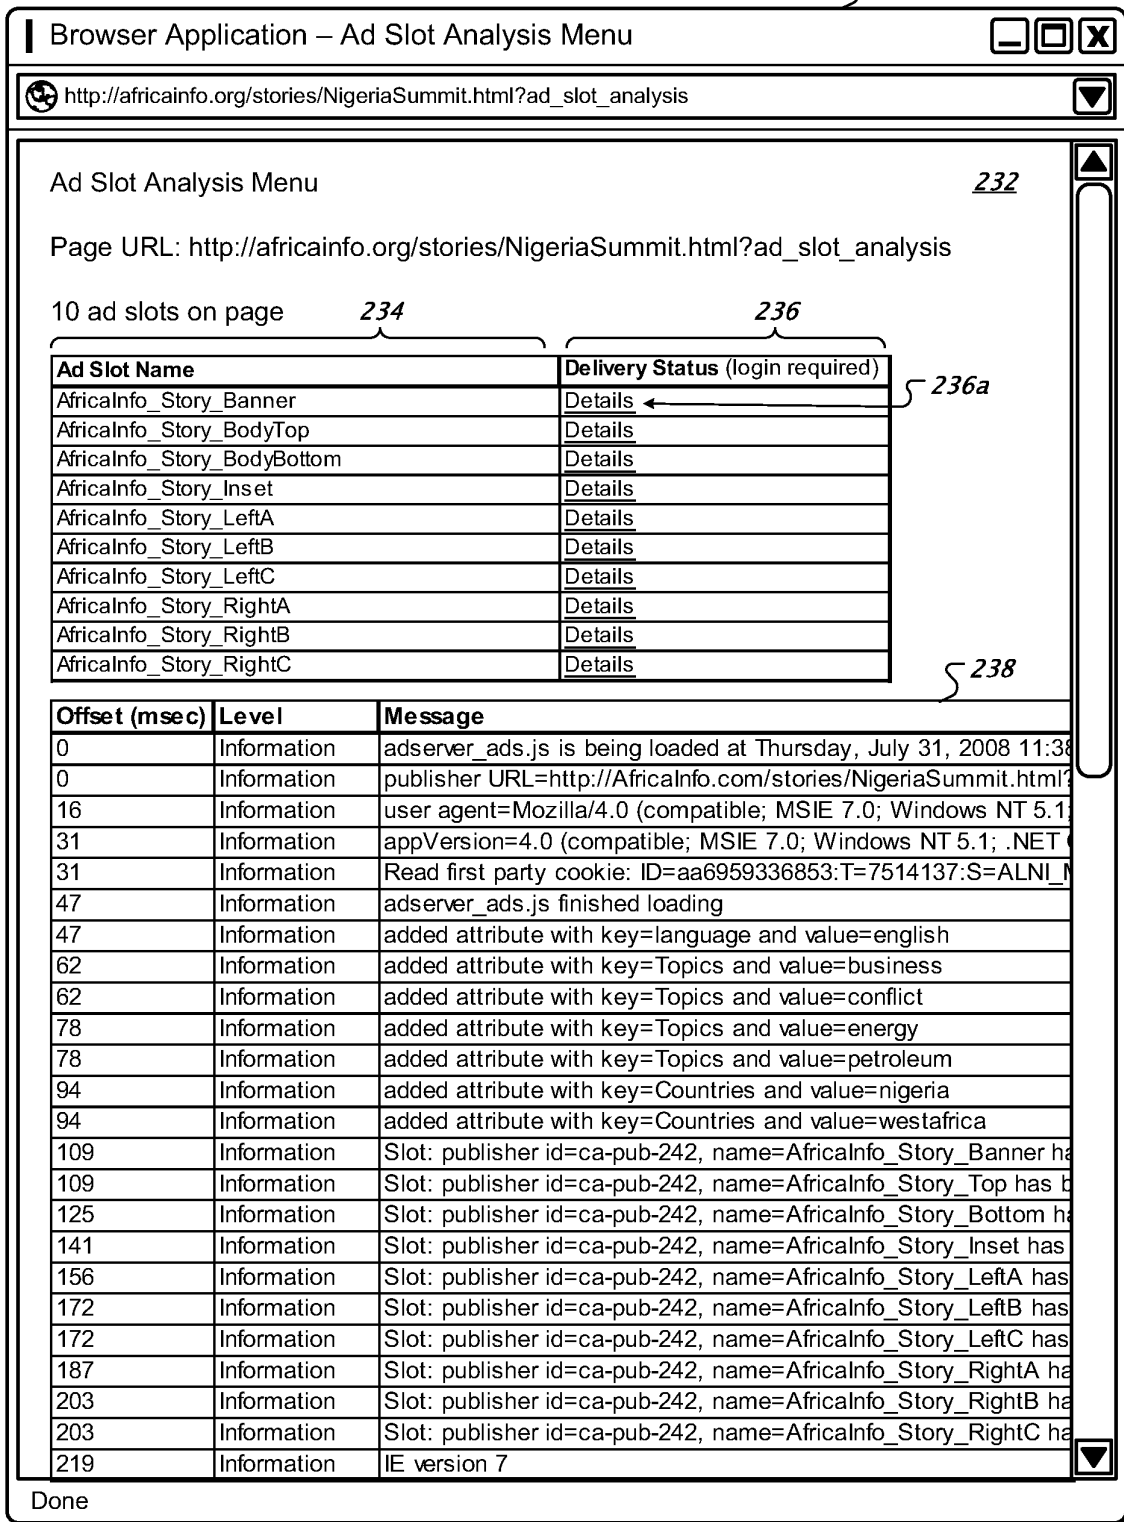 Browser Application – Ad Slot Analysis Menu
http://africainfo.org/stories/NigeriaSummit.html?ad_slot_analysis
Ad Slot Analysis Menu 232
Page URL: http://africainfo.org/stories/NigeriaSummit.html?ad_slot_analysis
10 ad slots on page 234 236
Ad Slot Name Delivery Status (login required)
236a
AfricaInfo_Story_Banner Details
AfricaInfo_Story_BodyTop Details
AfricaInfo_Story_BodyBottom Details
AfricaInfo_Story_Inset Details
AfricaInfo_Story_LeftA Details
AfricaInfo_Story_LeftB Details
AfricaInfo_Story_LeftC Details
AfricaInfo_Story_RightA Details
AfricaInfo_Story_RightB Details
AfricaInfo_Story_RightC Details
238
Offset (msec) Level Message
0 Information adserver_ads.js is being loaded at Thursday, July 31, 2008 11:38
0 Information publisher URL=http://AfricaInfo.com/stories/NigeriaSummit.html?
16 Information user agent=Mozilla/4.0 (compatible; MSIE 7.0; Windows NT 5.1;
31 Information appVersion=4.0 (compatible; MSIE 7.0; Windows NT 5.1; .NET
31 Information Read first party cookie: ID=aa6959336853:T=7514137:S=ALNI_
47 Information adserver_ads.js finished loading
47 Information added attribute with key=language and value=english
62 Information added attribute with key=Topics and value=business
62 Information added attribute with key=Topics and value=conflict
78 Information added attribute with key=Topics and value=energy
78 Information added attribute with key=Topics and value=petroleum
94 Information added attribute with key=Countries and value=nigeria
94 Information added attribute with key=Countries and value=westafrica
109 Information Slot: publisher id=ca-pub-242, name=AfricaInfo_Story_Banner ha
109 Information Slot: publisher id=ca-pub-242, name=AfricaInfo_Story_Top has b
125 Information Slot: publisher id=ca-pub-242, name=AfricaInfo_Story_Bottom ha
141 Information Slot: publisher id=ca-pub-242, name=AfricaInfo_Story_Inset has
156 Information Slot: publisher id=ca-pub-242, name=AfricaInfo_Story_LeftA has
172 Information Slot: publisher id=ca-pub-242, name=AfricaInfo_Story_LeftB has
172 Information Slot: publisher id=ca-pub-242, name=AfricaInfo_Story_LeftC has
187 Information Slot: publisher id=ca-pub-242, name=AfricaInfo_Story_RightA ha
203 Information Slot: publisher id=ca-pub-242, name=AfricaInfo_Story_RightB ha
203 Information Slot: publisher id=ca-pub-242, name=AfricaInfo_Story_RightC ha
219 Information IE version 7
Done